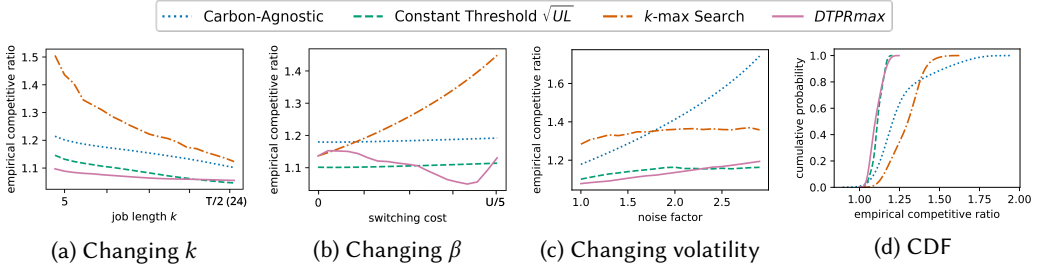 Carbon-Agnostic Constant Threshold √UL k-max Search DTPRmax
empirical competitive ratio
1.5
1.4
1.3
1.2
1.1
5 T/2 (24)
job length k
(a) Changing k
empirical competitive ratio
1.4
1.3
1.2
1.1
0 U/5
switching cost
(b) Changing β
empirical competitive ratio
1.6
1.4
1.2
1.0 1.5 2.0 2.5
noise factor
(c) Changing volatility
cumulative probability
1.0
0.8
0.6
0.4
0.2
0.0
1.00 1.25 1.50 1.75 2.00
empirical competitive ratio
(d) CDF